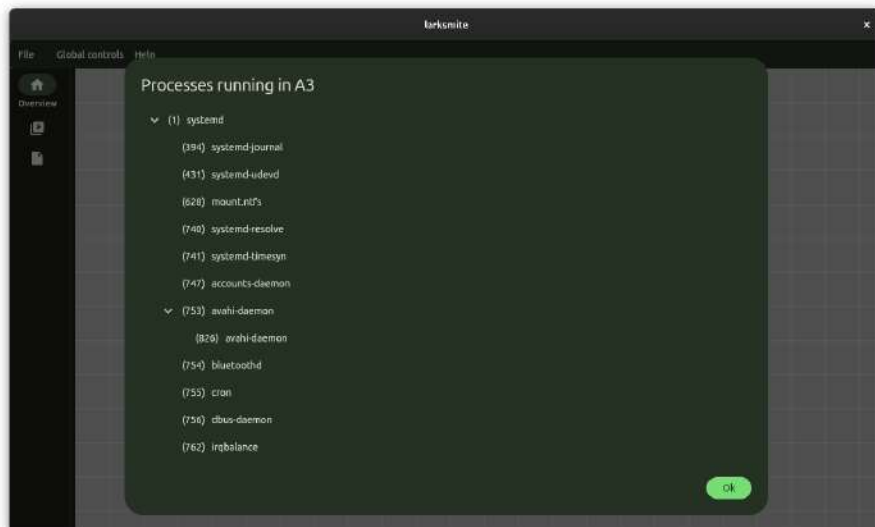 larksmite
File Global controls Help
Overview
Processes running in A3
(1) systemd
(394) systemd-journal
(431) systemd-udevd
(628) mount.ntfs
(740) systemd-resolve
(741) systemd-timesyn
(747) accounts-daemon
(753) avahi-daemon
(826) avahi-daemon
(754) bluetoothd
(755) cron
(756) dbus-daemon
(762) irqbalance
Ok